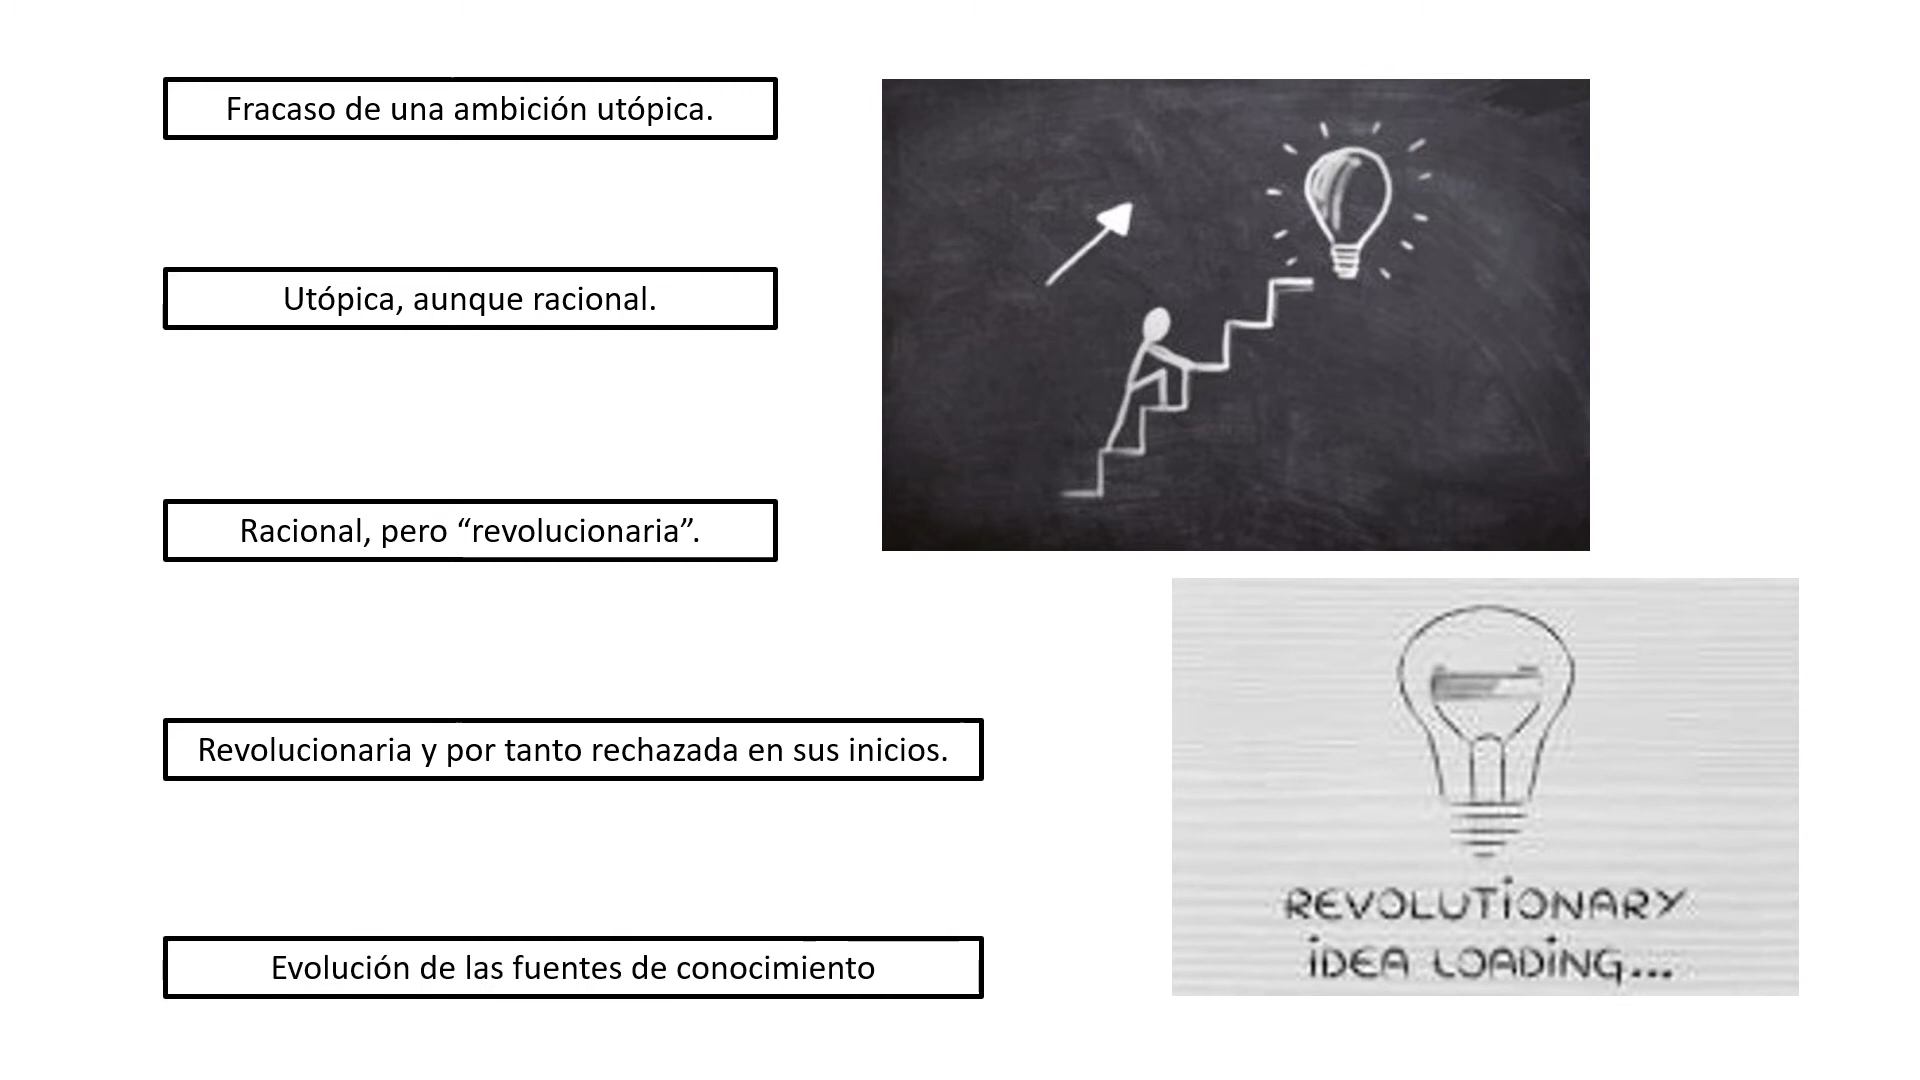 Fracaso de una ambición utópica.
Utópica, aunque racional.
Racional, pero “revolucionaria”.
Revolucionaria y por tanto rechazada en sus inicios.
Evolución de las fuentes de conocimiento
REVOLUTIONARY
IDEA LOADING...